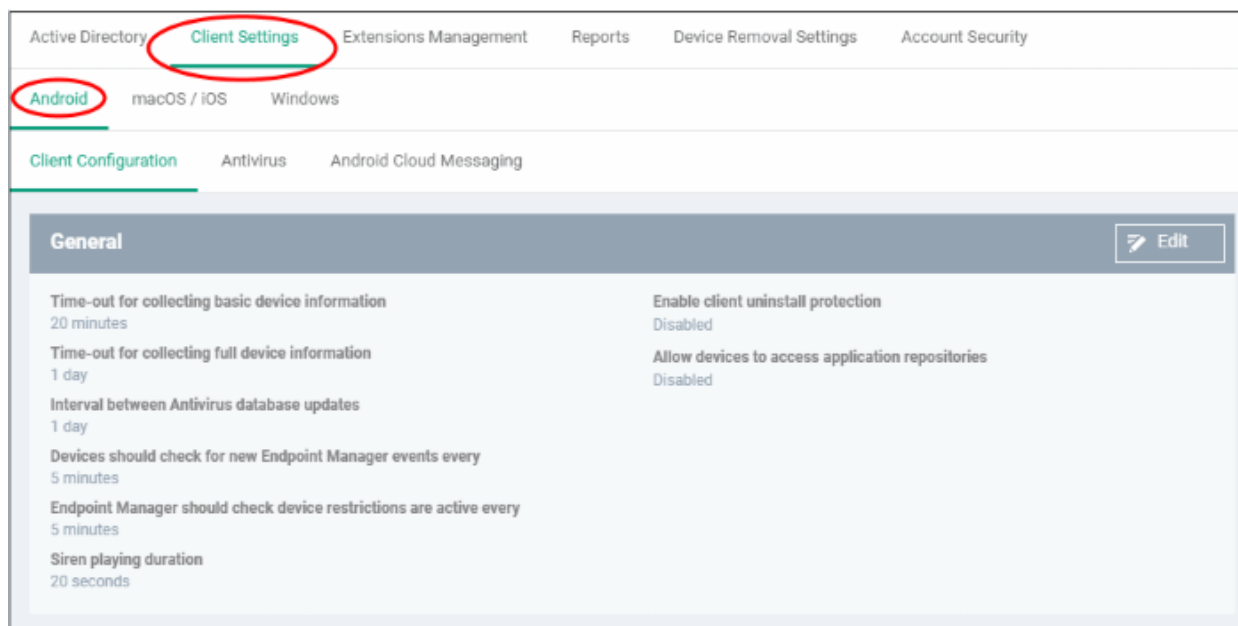 Active Directory Client Settings Extensions Management Reports Device Removal Settings Account Security
Android macOS / iOS Windows
Client Configuration Antivirus Android Cloud Messaging
General Edit
Time-out for collecting basic device information
20 minutes
Time-out for collecting full device information
1 day
Interval between Antivirus database updates
1 day
Devices should check for new Endpoint Manager events every
5 minutes
Endpoint Manager should check device restrictions are active every
5 minutes
Siren playing duration
20 seconds
Enable client uninstall protection
Disabled
Allow devices to access application repositories
Disabled